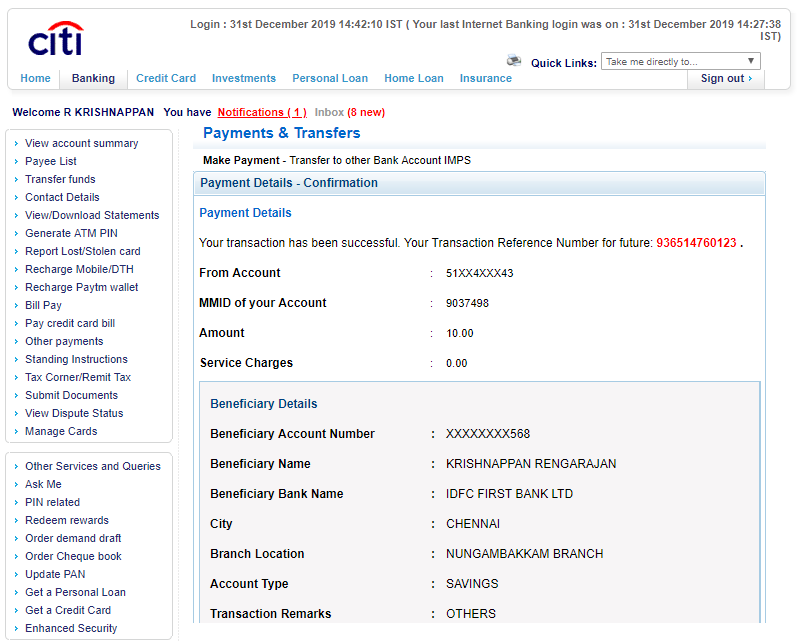 citi
Login : 31st December 2019 14:42:10 IST ( Your last Internet Banking login was on : 31st December 2019 14:27:38
IST)
Quick Links: Take me directly to...
Home Banking Credit Card Investments Personal Loan Home Loan Insurance Sign out ›
Welcome R KRISHNAPPAN You have Notifications ( 1 ) Inbox (8 new)
› View account summary
› Payee List
› Transfer funds
› Contact Details
› View/Download Statements
› Generate ATM PIN
› Report Lost/Stolen card
› Recharge Mobile/DTH
› Recharge Paytm wallet
› Bill Pay
› Pay credit card bill
› Other payments
› Standing Instructions
› Tax Corner/Remit Tax
› Submit Documents
› View Dispute Status
› Manage Cards
› Other Services and Queries
› Ask Me
› PIN related
› Redeem rewards
› Order demand draft
› Order Cheque book
› Update PAN
› Get a Personal Loan
› Get a Credit Card
› Enhanced Security
Payments & Transfers
Make Payment - Transfer to other Bank Account IMPS
Payment Details - Confirmation
Payment Details
Your transaction has been successful. Your Transaction Reference Number for future: 936514760123 .
From Account : 51XX4XXX43
MMID of your Account : 9037498
Amount : 10.00
Service Charges : 0.00
Beneficiary Details
Beneficiary Account Number : XXXXXXXX568
Beneficiary Name : KRISHNAPPAN RENGARAJAN
Beneficiary Bank Name : IDFC FIRST BANK LTD
City : CHENNAI
Branch Location : NUNGAMBAKKAM BRANCH
Account Type : SAVINGS
Transaction Remarks : OTHERS